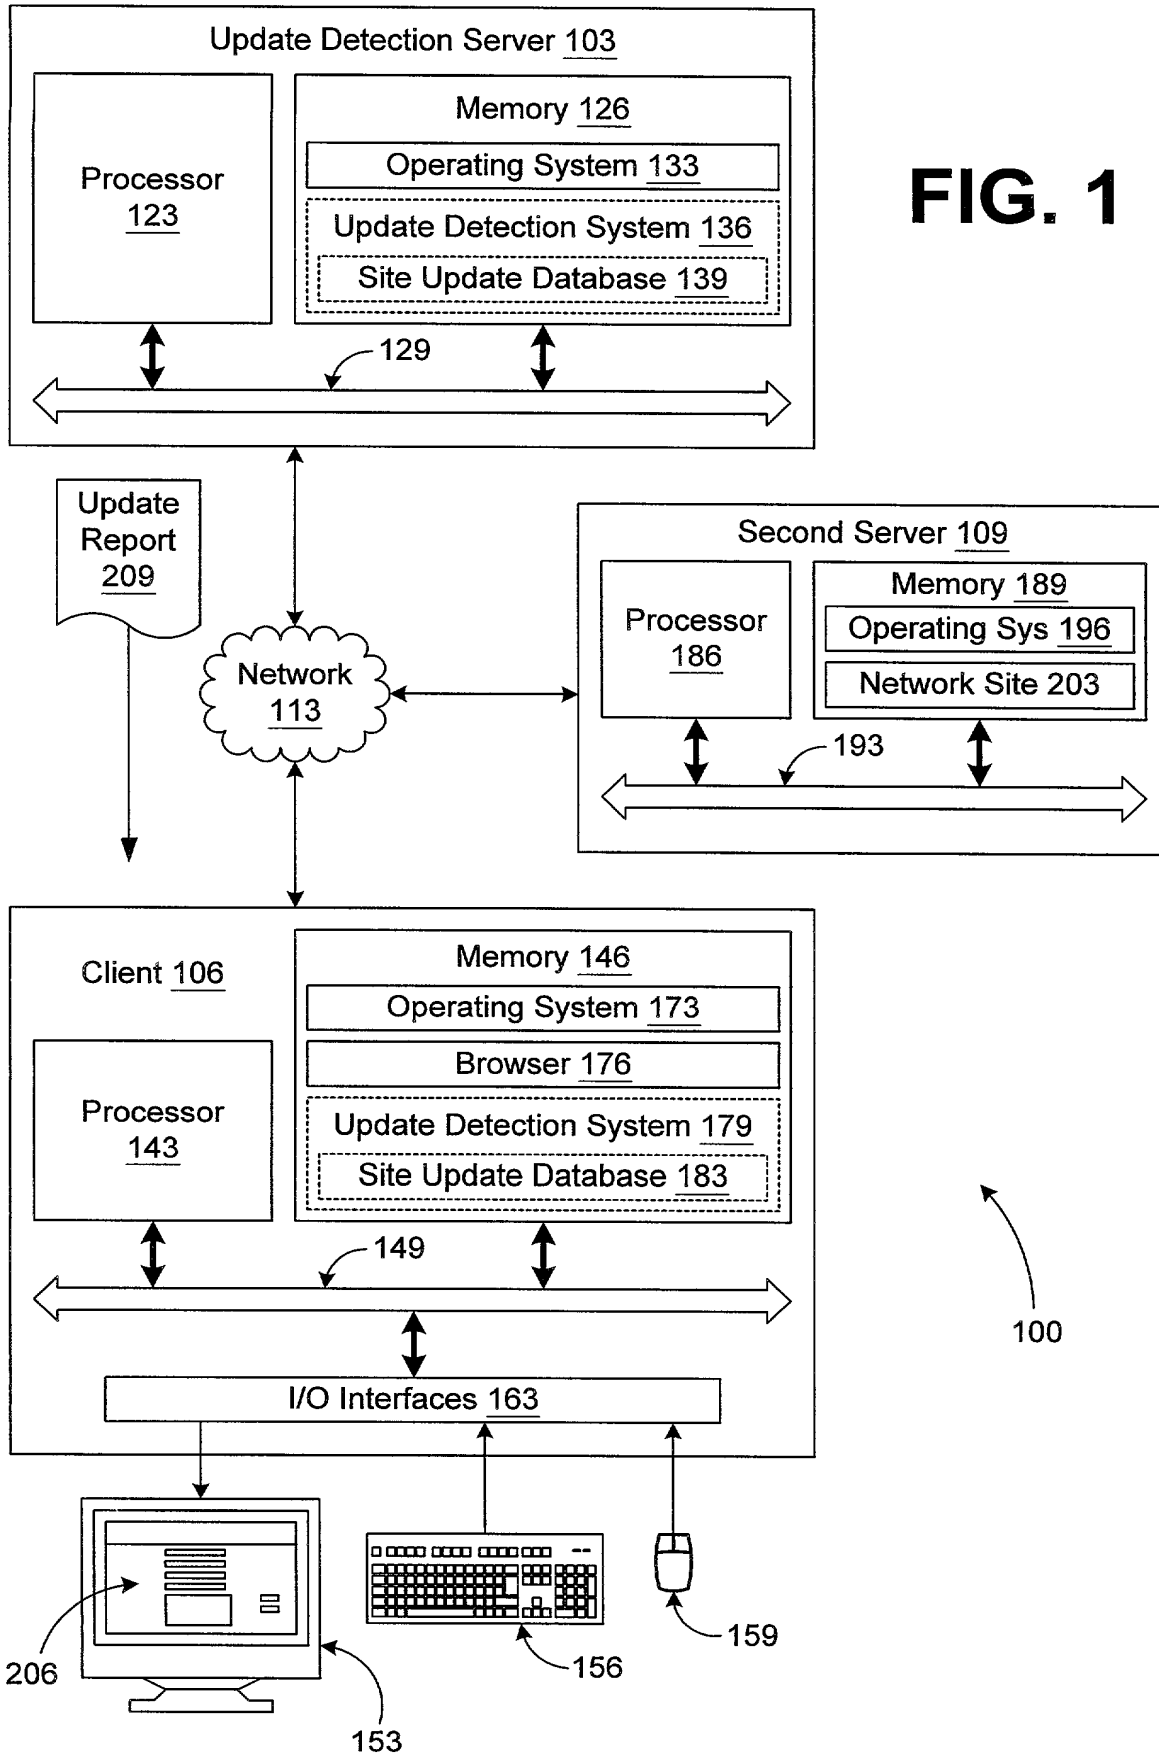 Update Detection Server 103
Processor
123
Memory 126
Operating System 133
Update Detection System 136
Site Update Database 139
129
FIG. 1
Update
Report
209
Network
113
Second Server 109
Processor
186
Memory 189
Operating Sys 196
Network Site 203
193
Client 106
Processor
143
Memory 146
Operating System 173
Browser 176
Update Detection System 179
Site Update Database 183
149
I/O Interfaces 163
100
206
153
156
159